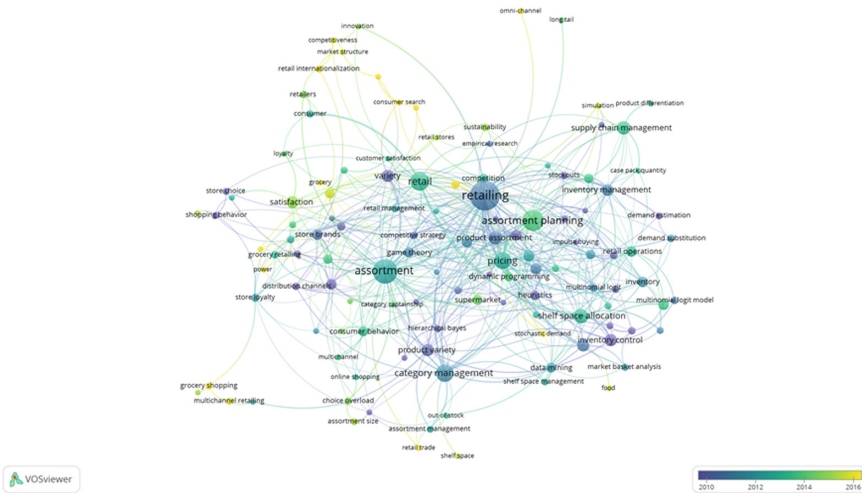 omni-channel
long tail
innovation
competitiveness
market structure
retail internationalization
retailers
consumer search
simulation
product differentiation
consumer
retail stores
sustainability
supply chain management
empirical research
loyalty
customer satisfaction
case pack quantity
variety
retail
competition
stockouts
grocery
store choice
retailing
inventory management
satisfaction
retail management
shopping behavior
assortment planning
demand estimation
store brands
competitive strategy
product assortment
impulse buying
demand substitution
grocery retailing
game theory
retail operations
power
assortment
pricing
dynamic programming
distribution channels
multinomial logit
inventory
store loyalty
category captainship
supermarket
heuristics
multinomial logit model
shelf space allocation
consumer behavior
hierarchical bayes
stochastic demand
inventory control
product variety
multichannel
category management
data mining
market basket analysis
online shopping
shelf space management
grocery shopping
food
multichannel retailing
choice overload
out-of-stock
assortment size
assortment management
retail trade
shelf space
VOSviewer
2010 2012 2014 2016